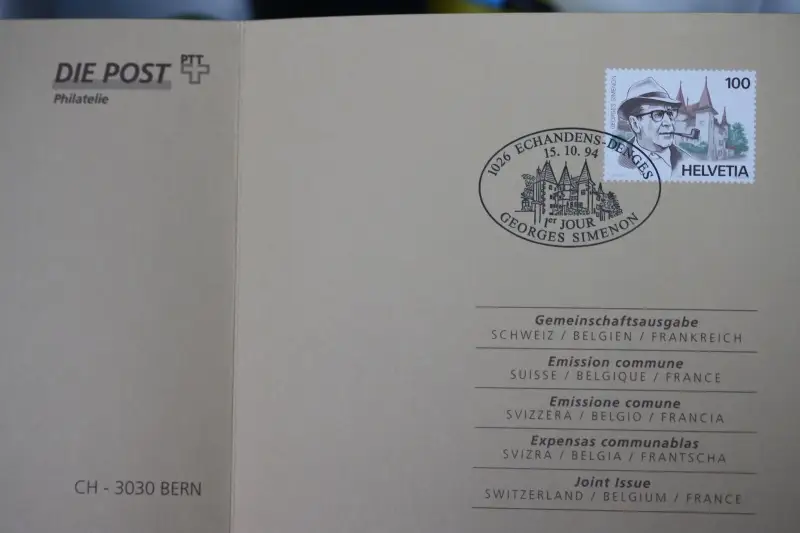 DIE POST
PTT
Philatelie
CH - 3030 BERN
GEORGES SIMENON
100
HELVETIA
1026 ECHANDENS-DENGES
15. 10. 94
1er JOUR
GEORGES SIMENON
Gemeinschaftsausgabe
SCHWEIZ / BELGIEN / FRANKREICH
Emission commune
SUISSE / BELGIQUE / FRANCE
Emissione comune
SVIZZERA / BELGIO / FRANCIA
Expensas communablas
SVIZRA / BELGIA / FRANTSCHA
Joint Issue
SWITZERLAND / BELGIUM / FRANCE